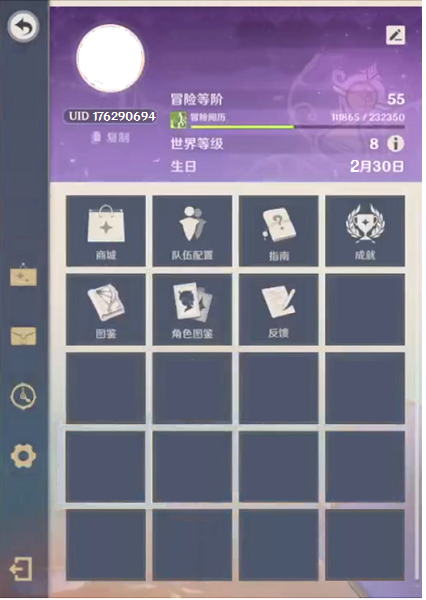 UID 176290694
复制
冒险等阶 55
冒险阅历 111865 / 232350
世界等级 8
生日 2月30日
商城 队伍配置 指南 成就
图鉴 角色图鉴 反馈